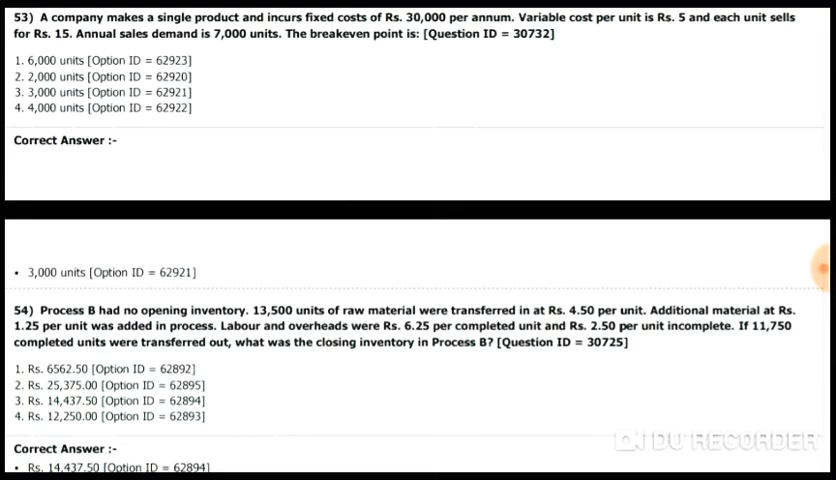 53) A company makes a single product and incurs fixed costs of Rs. 30,000 per annum. Variable cost per unit is Rs. 5 and each unit sells
for Rs. 15. Annual sales demand is 7,000 units. The breakeven point is: [Question ID = 30732]
1. 6,000 units [Option ID = 62923]
2. 2,000 units [Option ID = 62920]
3. 3,000 units [Option ID = 62921]
4. 4,000 units [Option ID = 62922]
Correct Answer :-
• 3,000 units [Option ID = 62921]
54) Process B had no opening inventory. 13,500 units of raw material were transferred in at Rs. 4.50 per unit. Additional material at Rs.
1.25 per unit was added in process. Labour and overheads were Rs. 6.25 per completed unit and Rs. 2.50 per unit incomplete. If 11,750
completed units were transferred out, what was the closing inventory in Process B? [Question ID = 30725]
1. Rs. 6562.50 [Option ID = 62892]
2. Rs. 25,375.00 [Option ID = 62895]
3. Rs. 14,437.50 [Option ID = 62894]
4. Rs. 12,250.00 [Option ID = 62893]
DU RECORDER
Correct Answer :-
• Rs. 14,437.50 [Option ID = 62894]